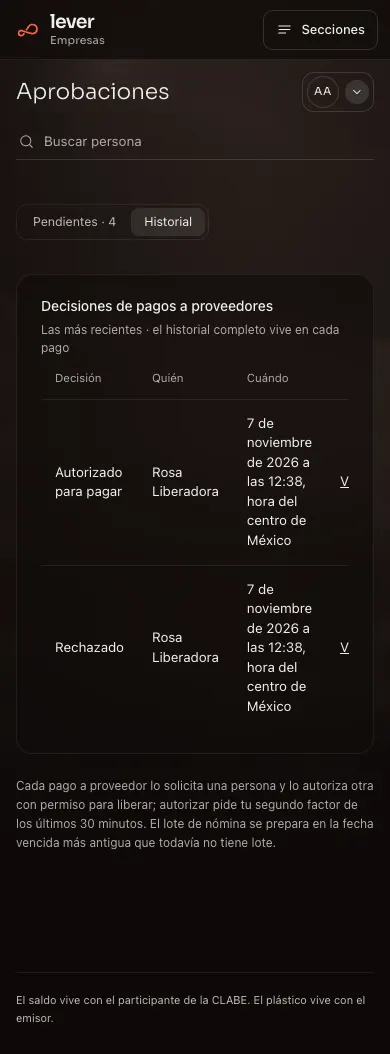 lever
Empresas
Secciones
Aprobaciones
AA
Buscar persona
Pendientes · 4
Historial
Decisiones de pagos a proveedores
Las más recientes · el historial completo vive en cada
pago
Decisión
Quién
Cuándo
Autorizado
para pagar
Rosa
Liberadora
7 de
noviembre
de 2026 a
las 12:38,
hora del
centro de
México
V
Rechazado
Rosa
Liberadora
7 de
noviembre
de 2026 a
las 12:38,
hora del
centro de
México
V
Cada pago a proveedor lo solicita una persona y lo autoriza otra
con permiso para liberar; autorizar pide tu segundo factor de
los últimos 30 minutos. El lote de nómina se prepara en la fecha
vencida más antigua que todavía no tiene lote.
El saldo vive con el participante de la CLABE. El plástico vive con el
emisor.